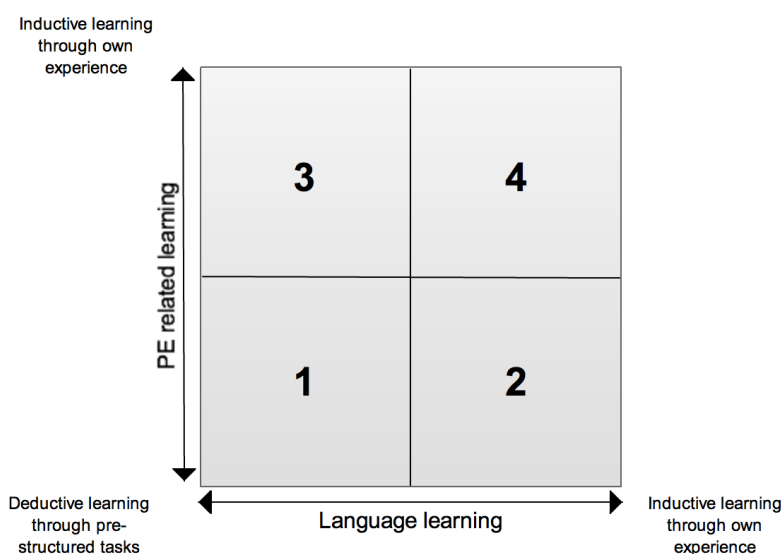 Inductive learning
through own
experience
3
4
PE related learning
1
2
Deductive learning
through pre-
structured tasks
Language learning
Inductive learning
through own
experience